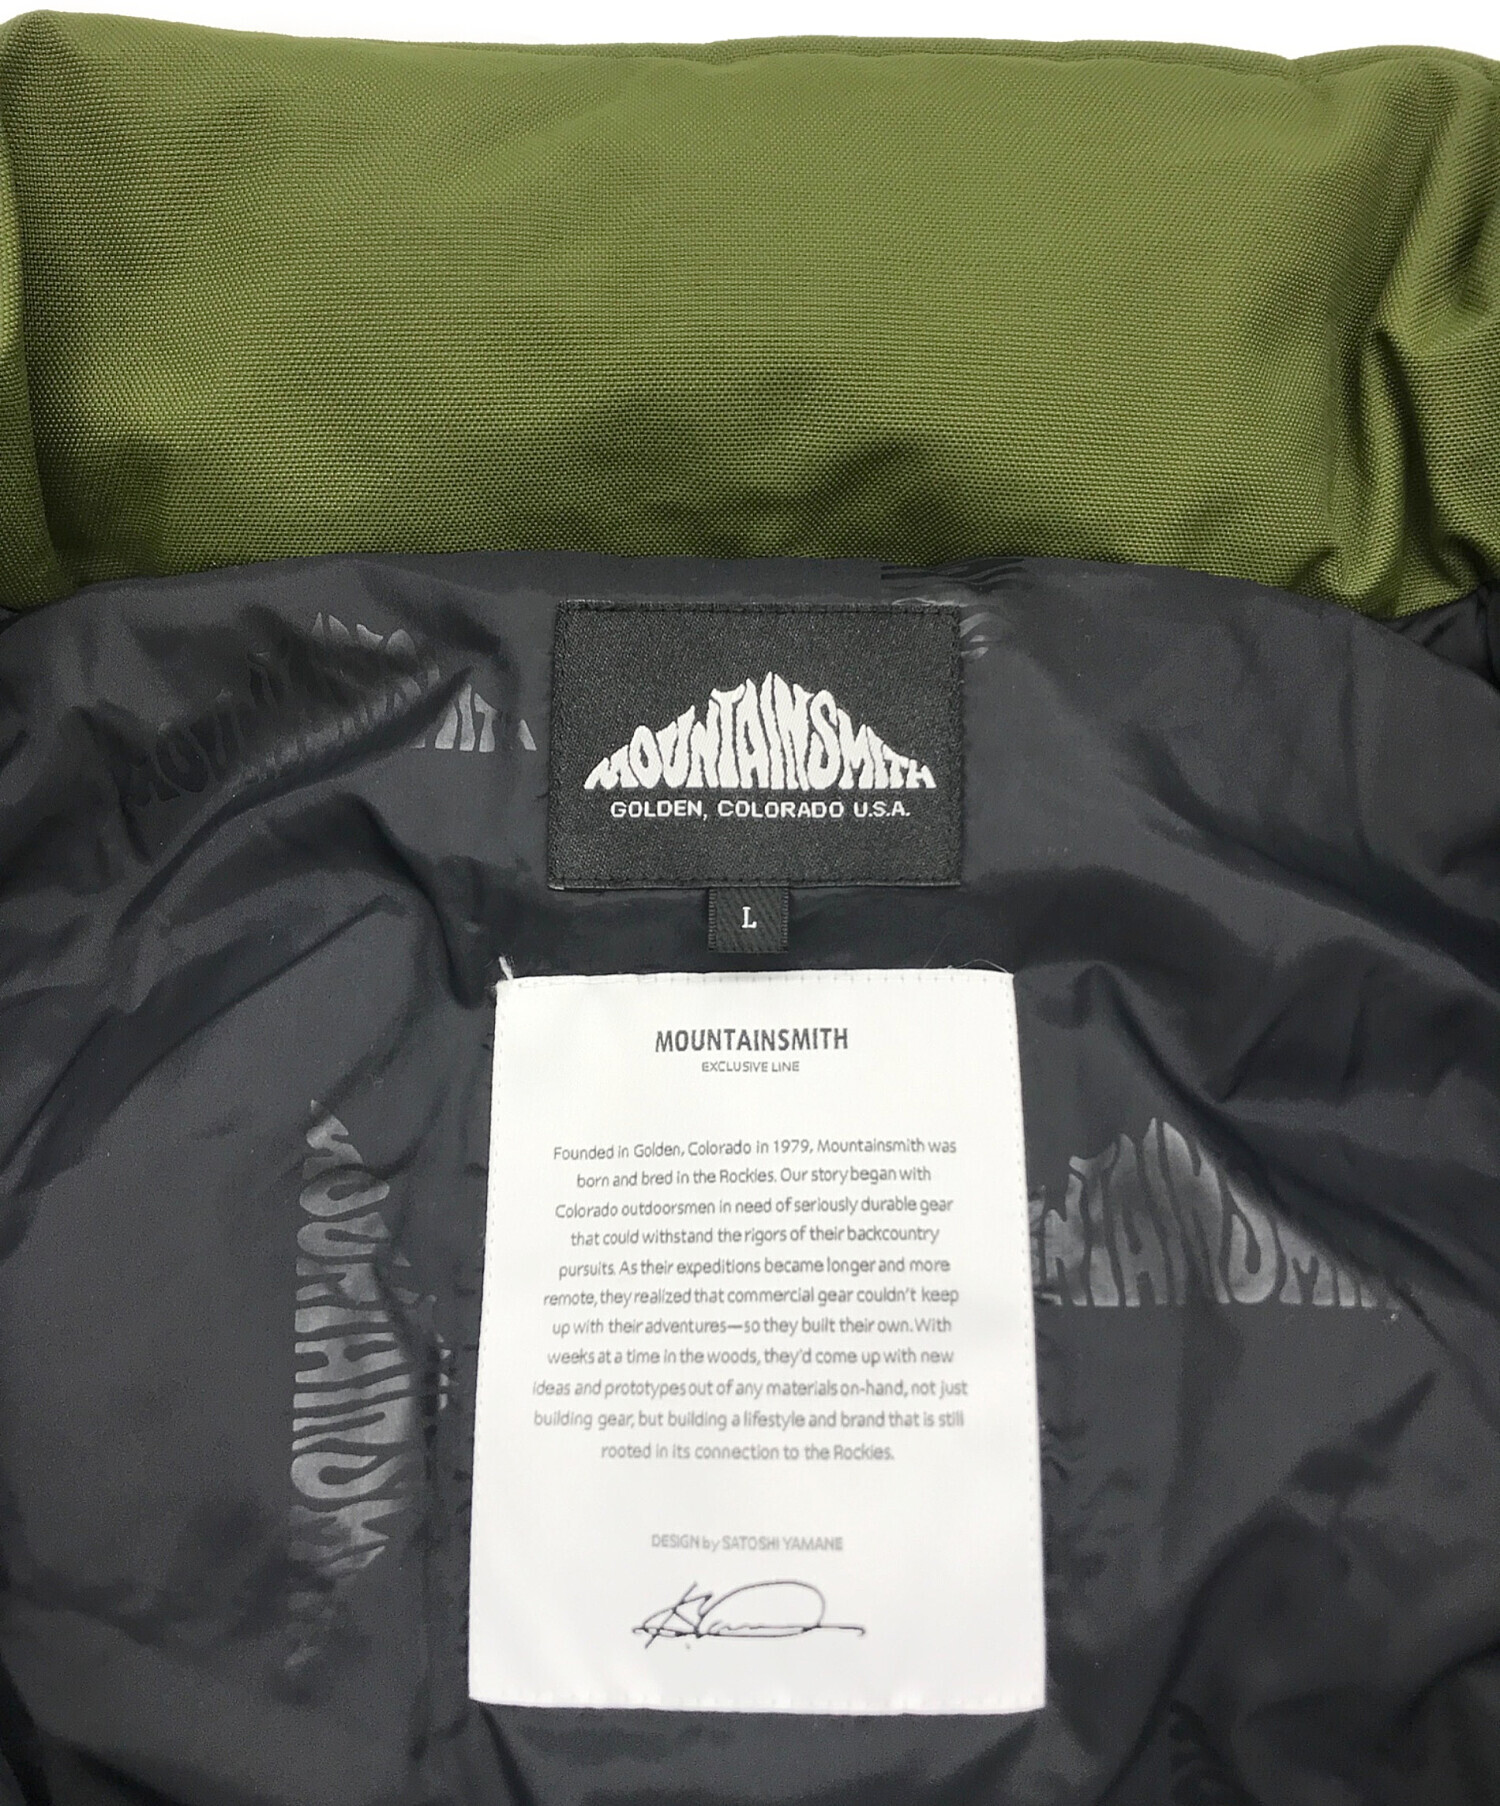 MOUNTAINSMITH
GOLDEN, COLORADO U.S.A.
L
MOUNTAINSMITH
EXCLUSIVE LINE
Founded in Golden, Colorado in 1979, Mountainsmith was
born and bred in the Rockies. Our story began with
Colorado outdoorsmen in need of seriously durable gear
that could withstand the rigors of their backcountry
pursuits. As their expeditions became longer and more
remote, they realized that commercial gear couldn't keep
up with their adventures—so they built their own. With
weeks at a time in the woods, they'd come up with new
ideas and prototypes out of any materials on-hand, not just
building gear, but building a lifestyle and brand that is still
rooted in its connection to the Rockies.
DESIGN by SATOSHI YAMANE
MOUNTAINSMITH
MOUNTAINSMITH